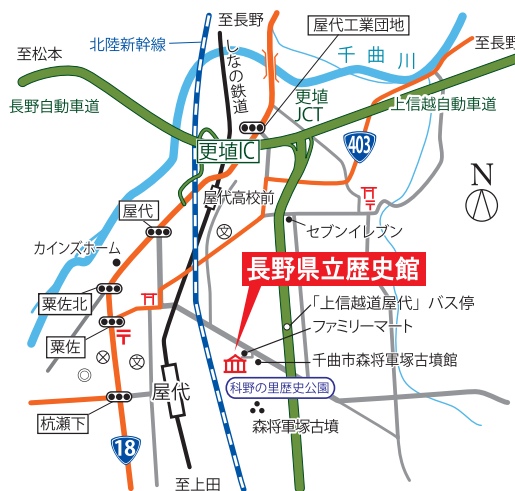 至長野
屋代工業団地
北陸新幹線
至松本
しなの鉄道
千曲川
至長野
長野自動車道
更埴
JCT
上信越自動車道
更埴IC
403
N
屋代高校前
屋代
文
セブンイレブン
カインズホーム
長野県立歴史館
粟佐北
「上信越道屋代」バス停
ファミリーマート
粟佐
文
千曲市森将軍塚古墳館
屋代
科野の里歴史公園
杭瀬下
森将軍塚古墳
18
至上田